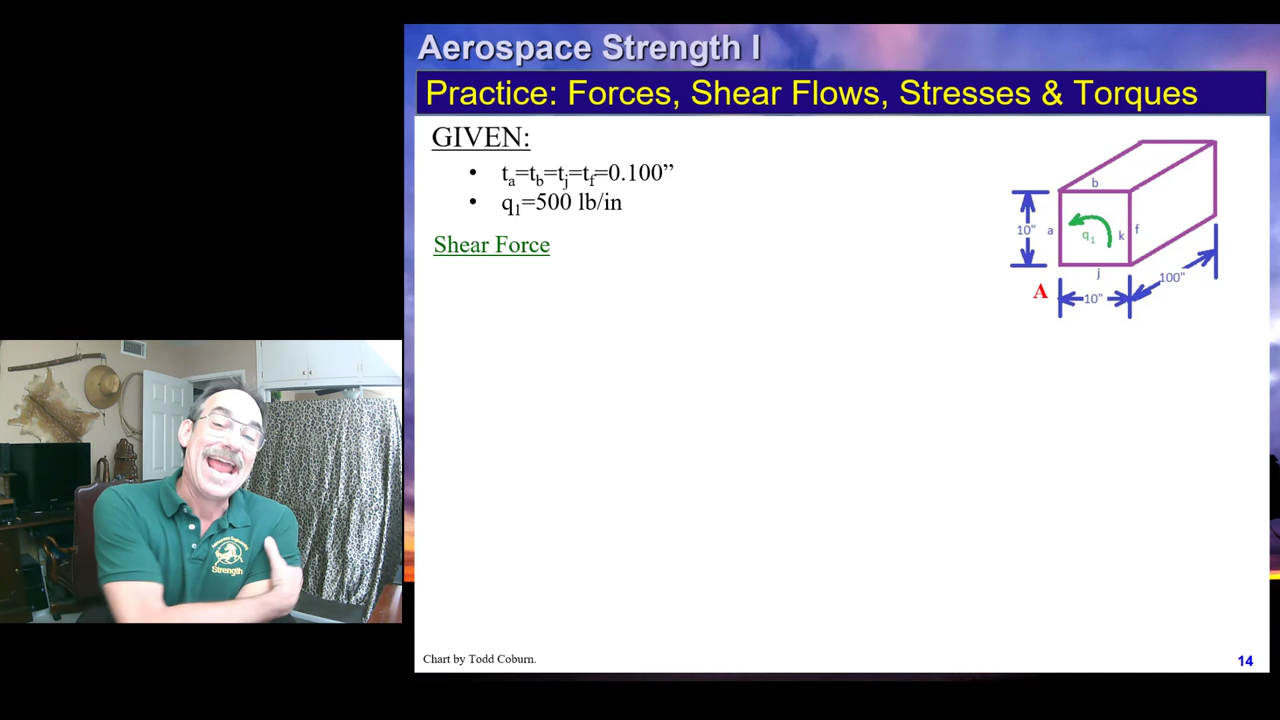 Aerospace Strength I
Practice: Forces, Shear Flows, Stresses & Torques
GIVEN:
• ta=tb=tj=tf=0.100”
• q1=500 lb/in
Shear Force
b
10" a q1 k f
j 100"
A 10"
Strength
Chart by Todd Coburn.
14